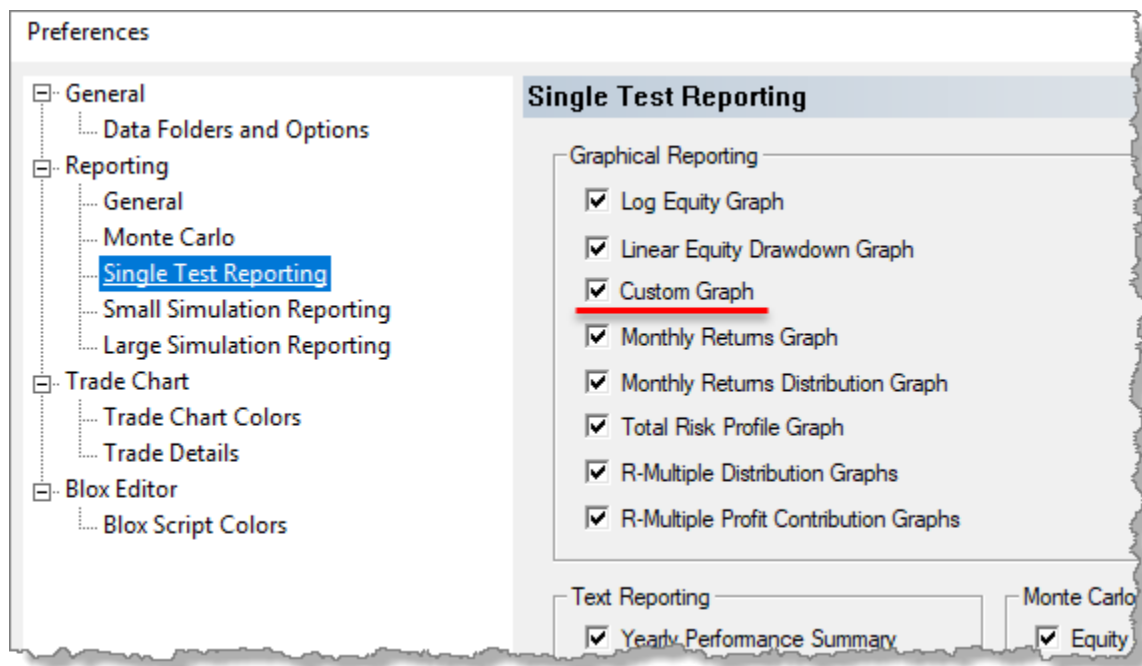 Preferences
General
Data Folders and Options
Reporting
General
Monte Carlo
Single Test Reporting
Small Simulation Reporting
Large Simulation Reporting
Trade Chart
Trade Chart Colors
Trade Details
Blox Editor
Blox Script Colors
Single Test Reporting
Graphical Reporting
Log Equity Graph
Linear Equity Drawdown Graph
Custom Graph
Monthly Returns Graph
Monthly Returns Distribution Graph
Total Risk Profile Graph
R-Multiple Distribution Graphs
R-Multiple Profit Contribution Graphs
Text Reporting
Yearly Performance Summary
Monte Carlo
Equity